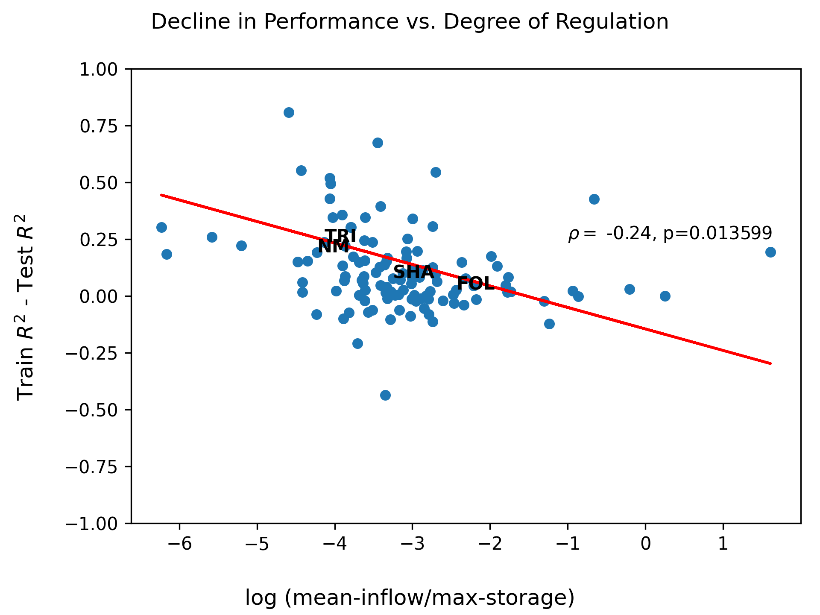 Decline in Performance vs. Degree of Regulation
1.00
0.75
0.50
0.25
0.00
−0.25
−0.50
−0.75
−1.00
Train R² - Test R²
TRI
NM
SHA
FOL
ρ = -0.24, p=0.013599
−6 −5 −4 −3 −2 −1 0 1
log (mean-inflow/max-storage)